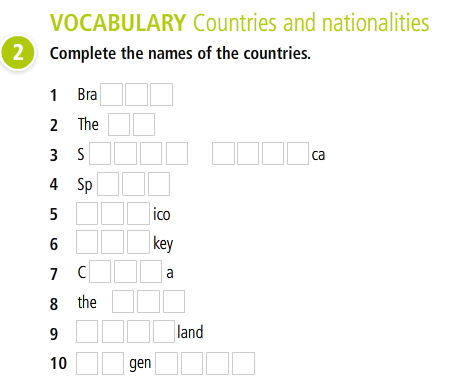 VOCABULARY Countries and nationalities
2 Complete the names of the countries.
1 Bra
2 The
3 S ca
4 Sp
5 ico
6 key
7 C a
8 the
9 land
10 gen